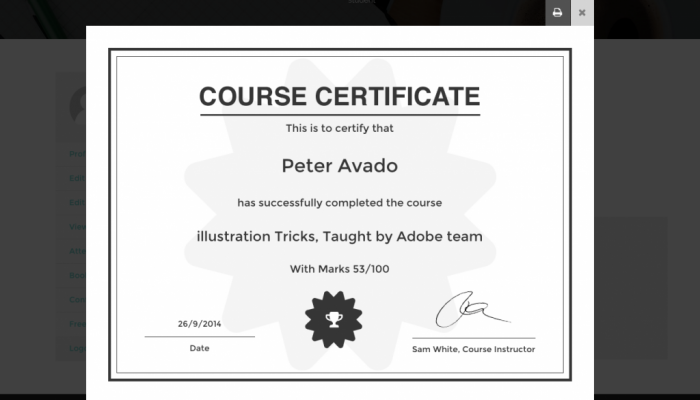 COURSE CERTIFICATE
This is to certify that
Peter Avado
has successfully completed the course
illustration Tricks, Taught by Adobe team
With Marks 53/100
26/9/2014
Date
Sam White, Course Instructor